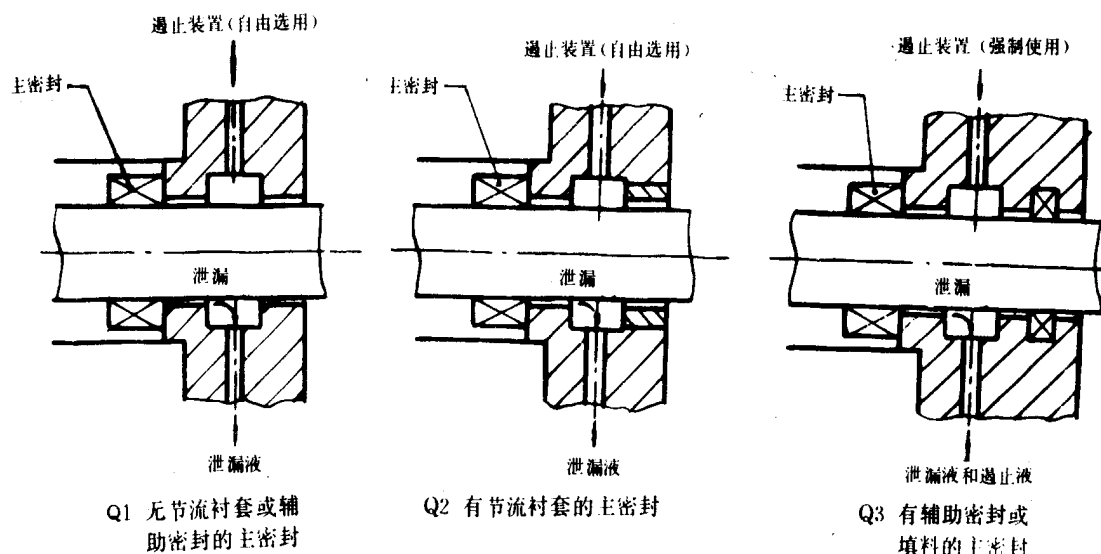 遏止装置(自由选用)
主密封
泄漏
泄漏液
Q1 无节流衬套或辅
助密封的主密封
遏止装置(自由选用)
主密封
泄漏
泄漏液
Q2 有节流衬套的主密封
遏止装置(强制使用)
主密封
泄漏
泄漏液和遏止液
Q3 有辅助密封或
填料的主密封